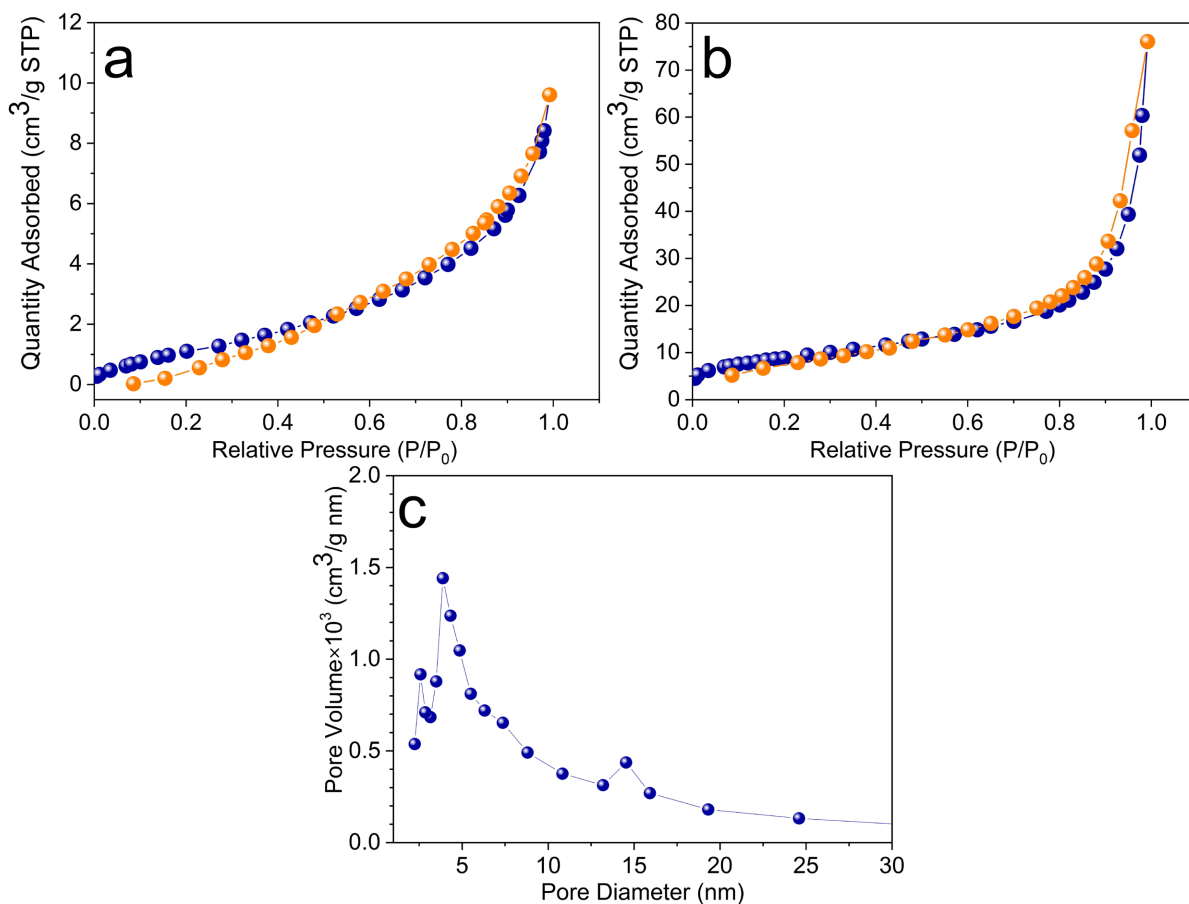 a
Quantity Adsorbed (cm³/g STP)
12
10
8
6
4
2
0
0.0 0.2 0.4 0.6 0.8 1.0
Relative Pressure (P/P₀)
b
Quantity Adsorbed (cm³/g STP)
80
70
60
50
40
30
20
10
0
0.0 0.2 0.4 0.6 0.8 1.0
Relative Pressure (P/P₀)
c
Pore Volume×10³ (cm³/g nm)
2.0
1.5
1.0
0.5
0.0
5 10 15 20 25 30
Pore Diameter (nm)